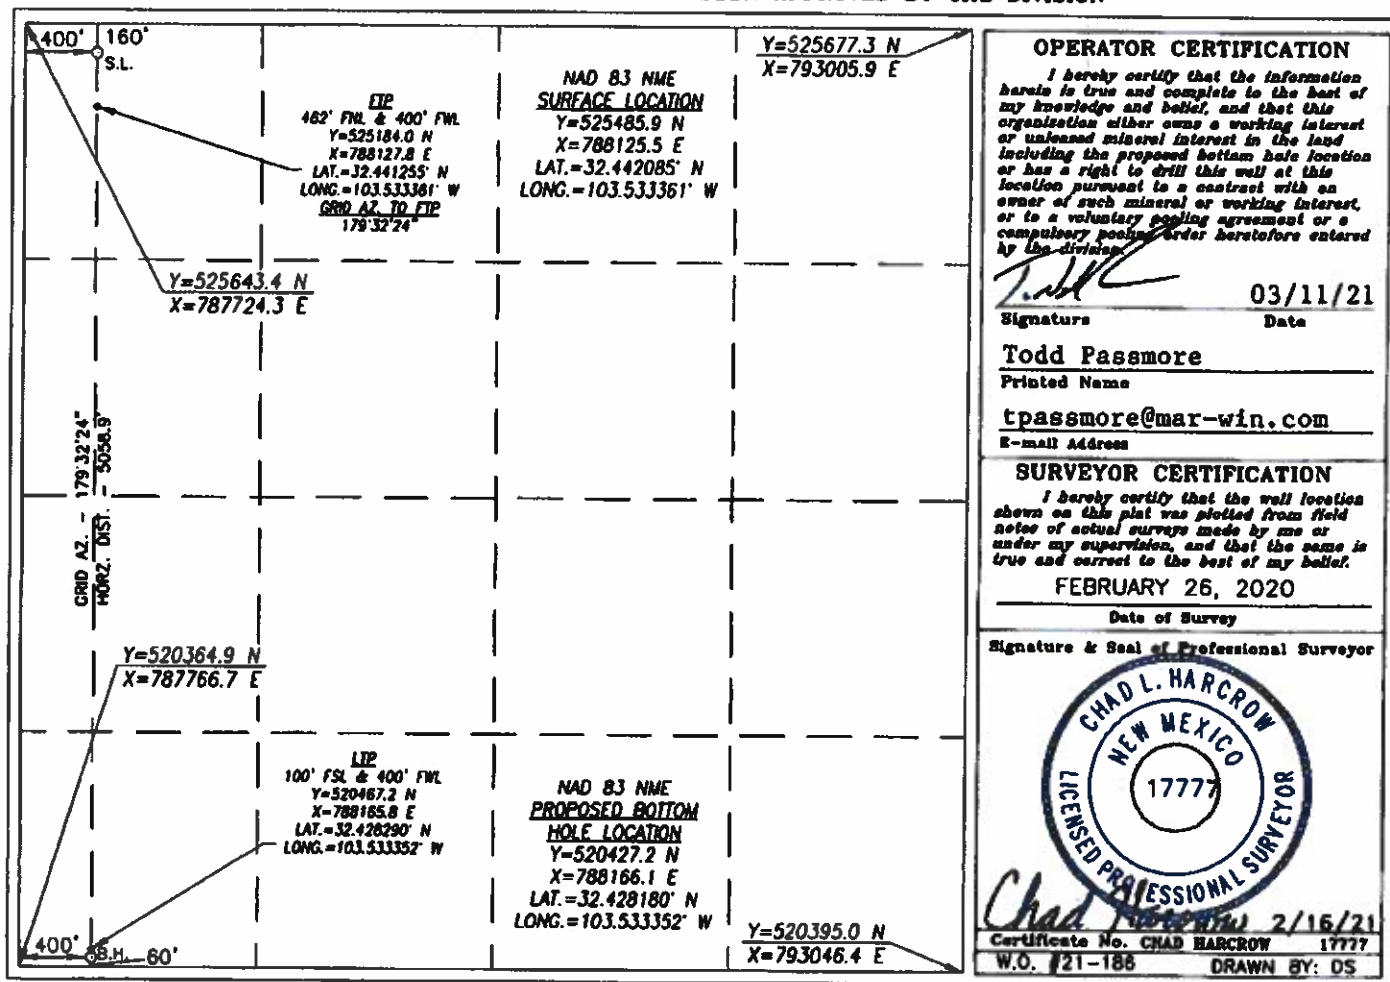 400'
160'
S.L.
Y=525677.3 N
X=793005.9 E
FTP
462' FNL & 400' FWL
Y=525184.0 N
X=788127.8 E
LAT.=32.441255° N
LONG.=103.533361° W
GRID AZ. TO FTP
179°32'24"
NAD 83 NME
SURFACE LOCATION
Y=525485.9 N
X=788125.5 E
LAT.=32.442085° N
LONG.=103.533361° W
Y=525643.4 N
X=787724.3 E
GRID AZ. - 179°32'24"
HORZ. DIST. - 5058.9'
Y=520364.9 N
X=787766.7 E
LTP
100' FSL & 400' FWL
Y=520467.2 N
X=788165.8 E
LAT.=32.428290° N
LONG.=103.533352° W
NAD 83 NME
PROPOSED BOTTOM
HOLE LOCATION
Y=520427.2 N
X=788166.1 E
LAT.=32.428180° N
LONG.=103.533352° W
Y=520395.0 N
X=793046.4 E
400'
B.H.
60'
OPERATOR CERTIFICATION
I hereby certify that the information
herein is true and complete to the best of
my knowledge and belief, and that this
organization either owns a working interest
or unleased mineral interest in the land
including the proposed bottom hole location
or has a right to drill this well at this
location pursuant to a contract with an
owner of such mineral or working interest,
or to a voluntary pooling agreement or a
compulsory pooling order heretofore entered
by the division.
03/11/21
Signature Date
Todd Passmore
Printed Name
tpassmore@mar-win.com
E-mail Address
SURVEYOR CERTIFICATION
I hereby certify that the well location
shown on this plat was plotted from field
notes of actual surveys made by me or
under my supervision, and that the same is
true and correct to the best of my belief.
FEBRUARY 26, 2020
Date of Survey
Signature & Seal of Professional Surveyor
CHAD L. HARCROW
NEW MEXICO
17777
LICENSED PROFESSIONAL SURVEYOR
Chad Harcrow 2/16/21
Certificate No. CHAD HARCROW 17777
W.O. #21-186 DRAWN BY: DS